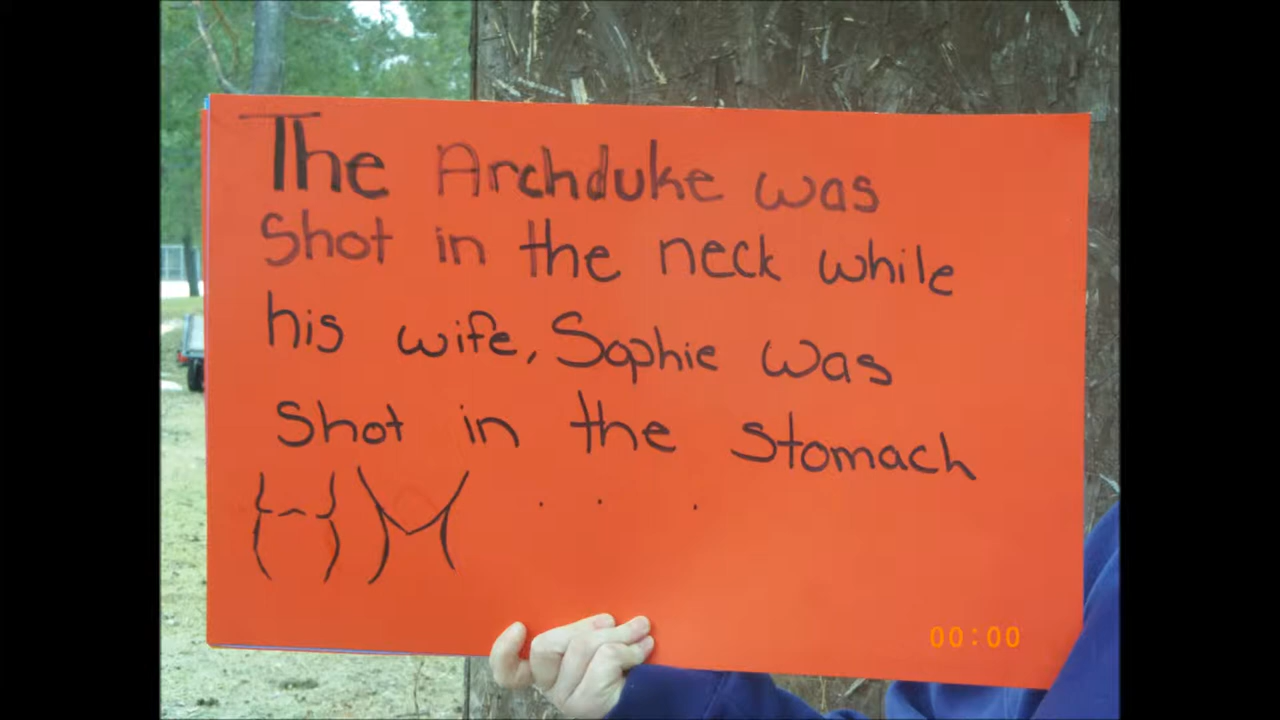 The Archduke was
shot in the neck while
his wife, Sophie was
shot in the stomach
. . .
00:00